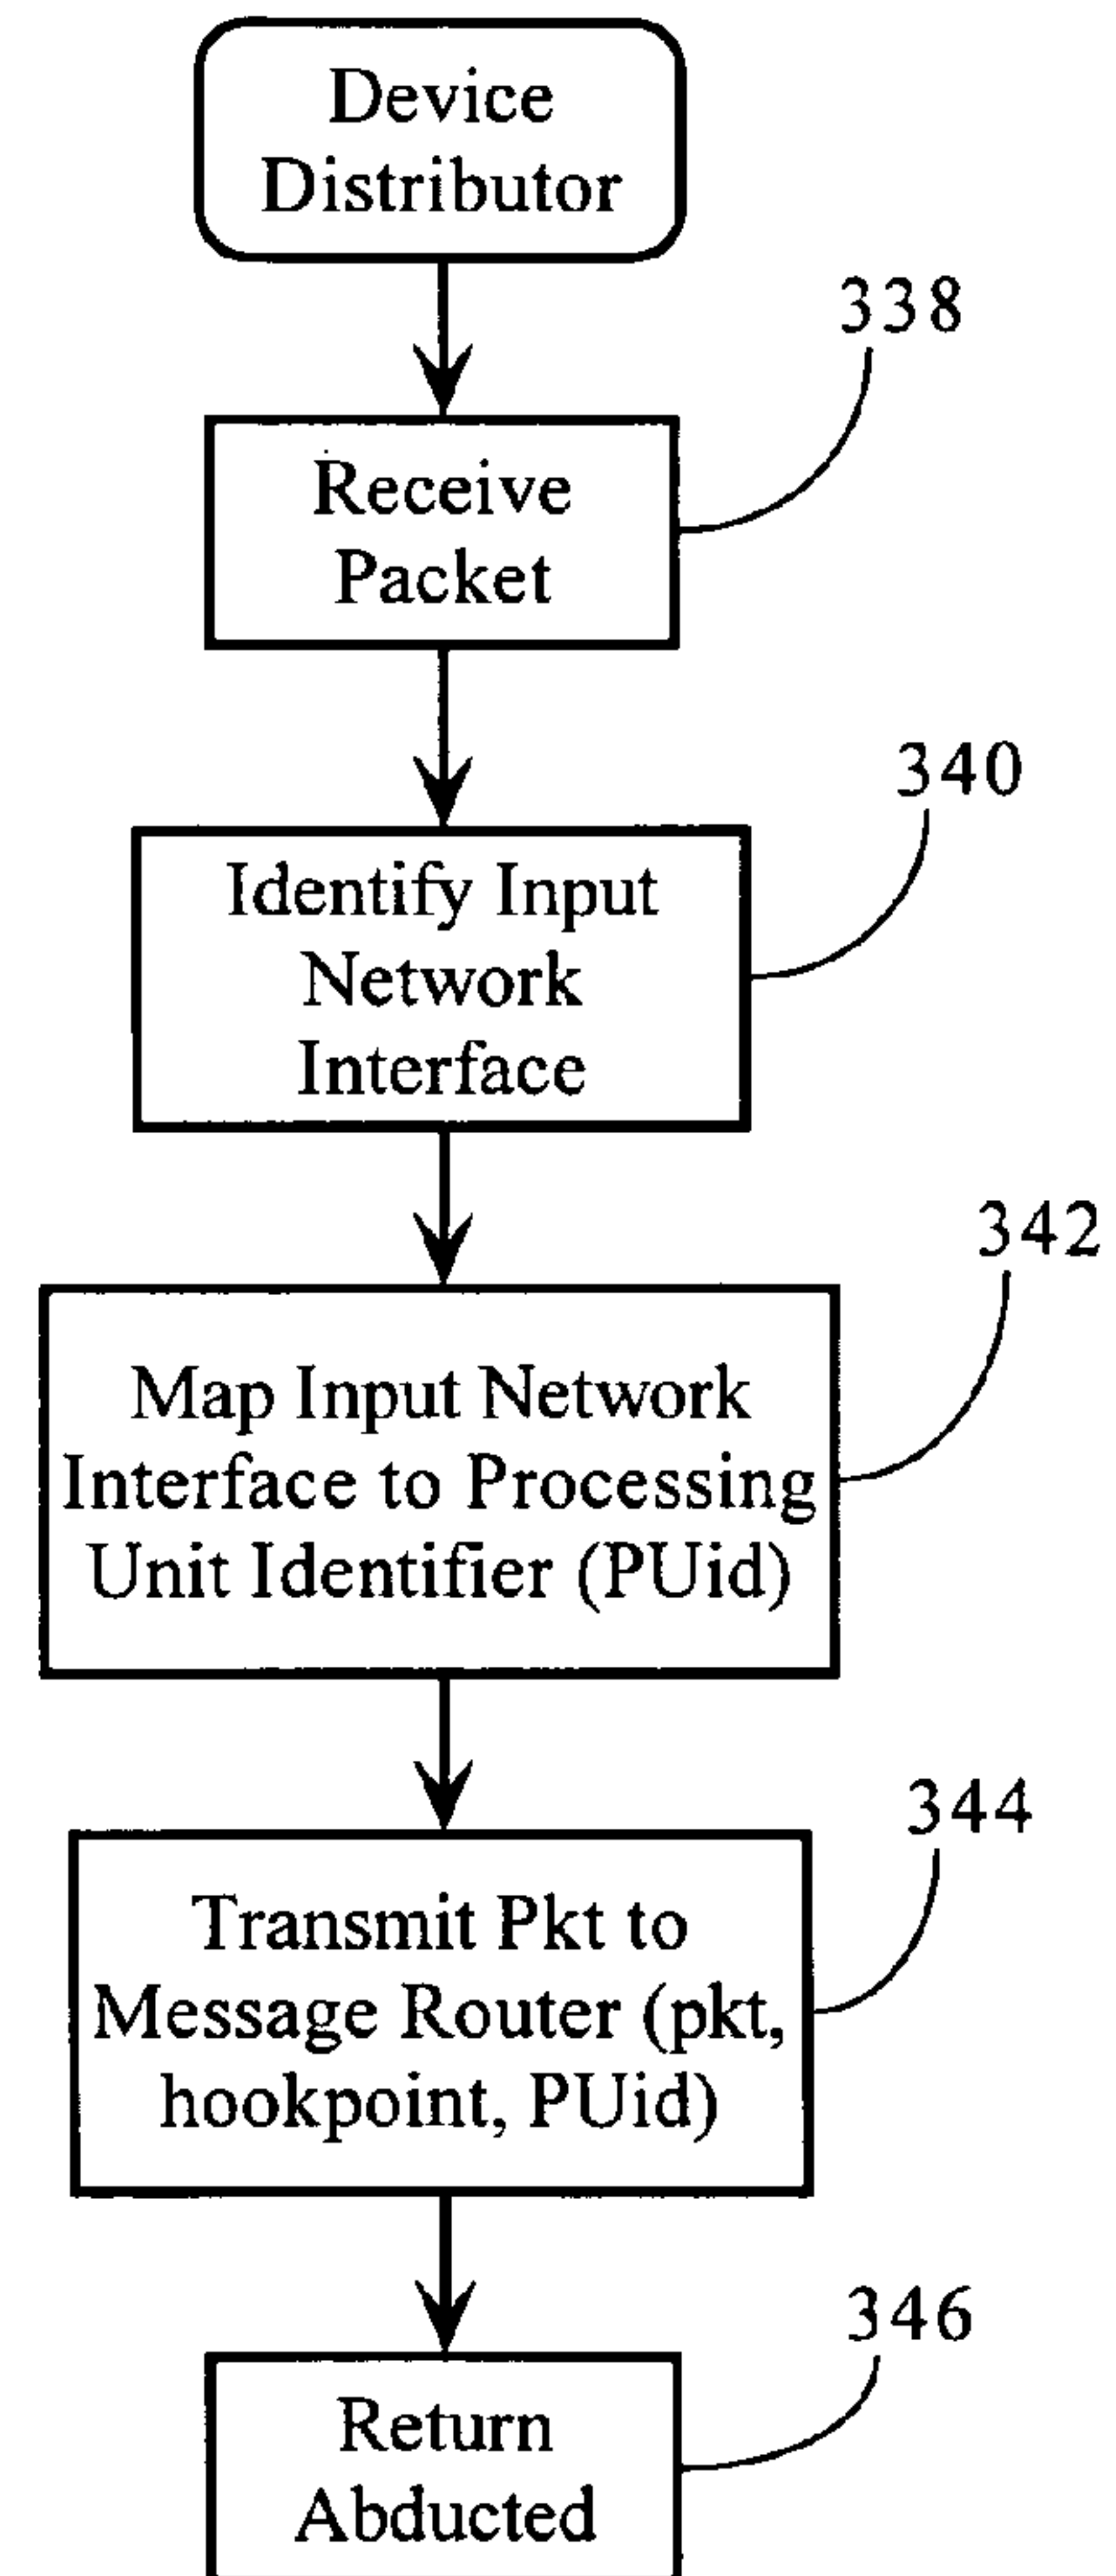 Device
Distributor
338
Receive
Packet
340
Identify Input
Network
Interface
342
Map Input Network
Interface to Processing
Unit Identifier (PUid)
344
Transmit Pkt to
Message Router (pkt,
hookpoint, PUid)
346
Return
Abducted